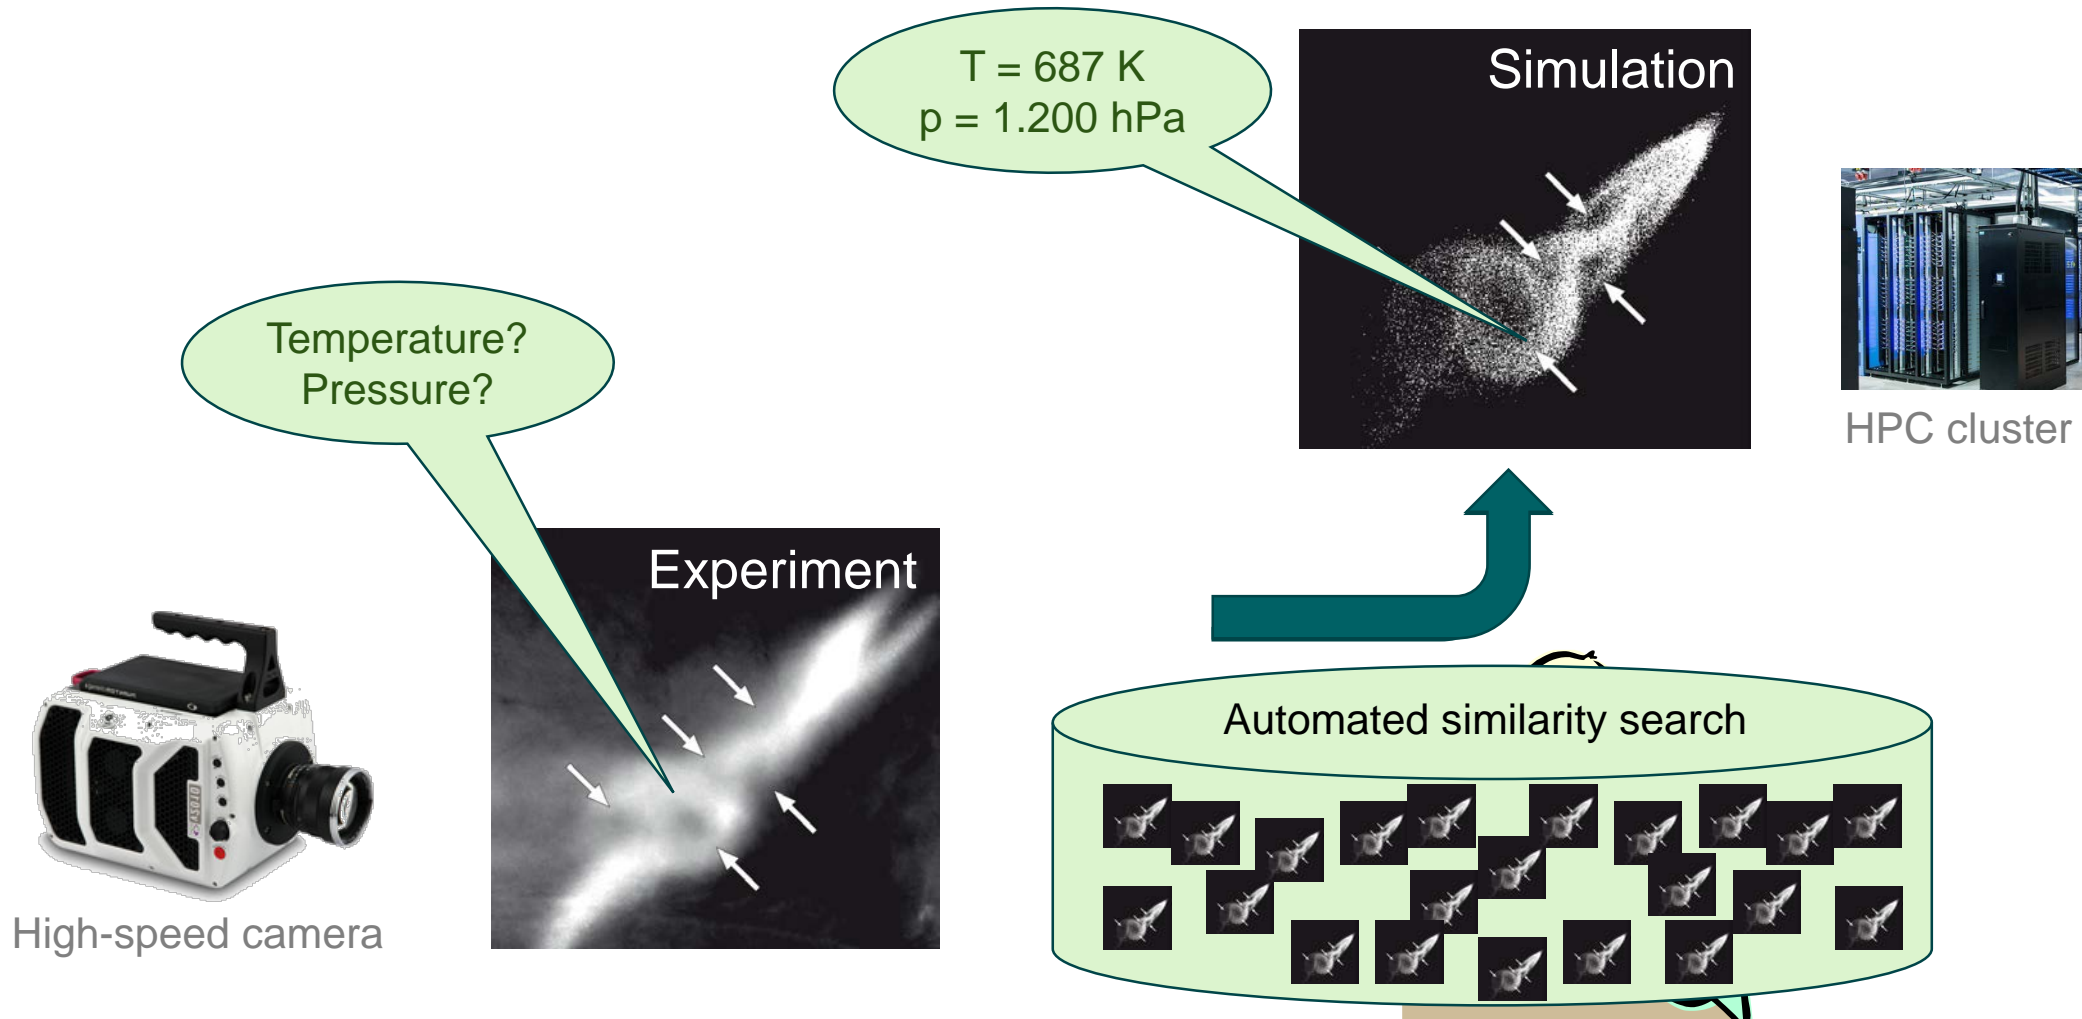 T = 687 K
p = 1.200 hPa
Simulation
HPC cluster
Temperature?
Pressure?
Experiment
High-speed camera
Automated similarity search